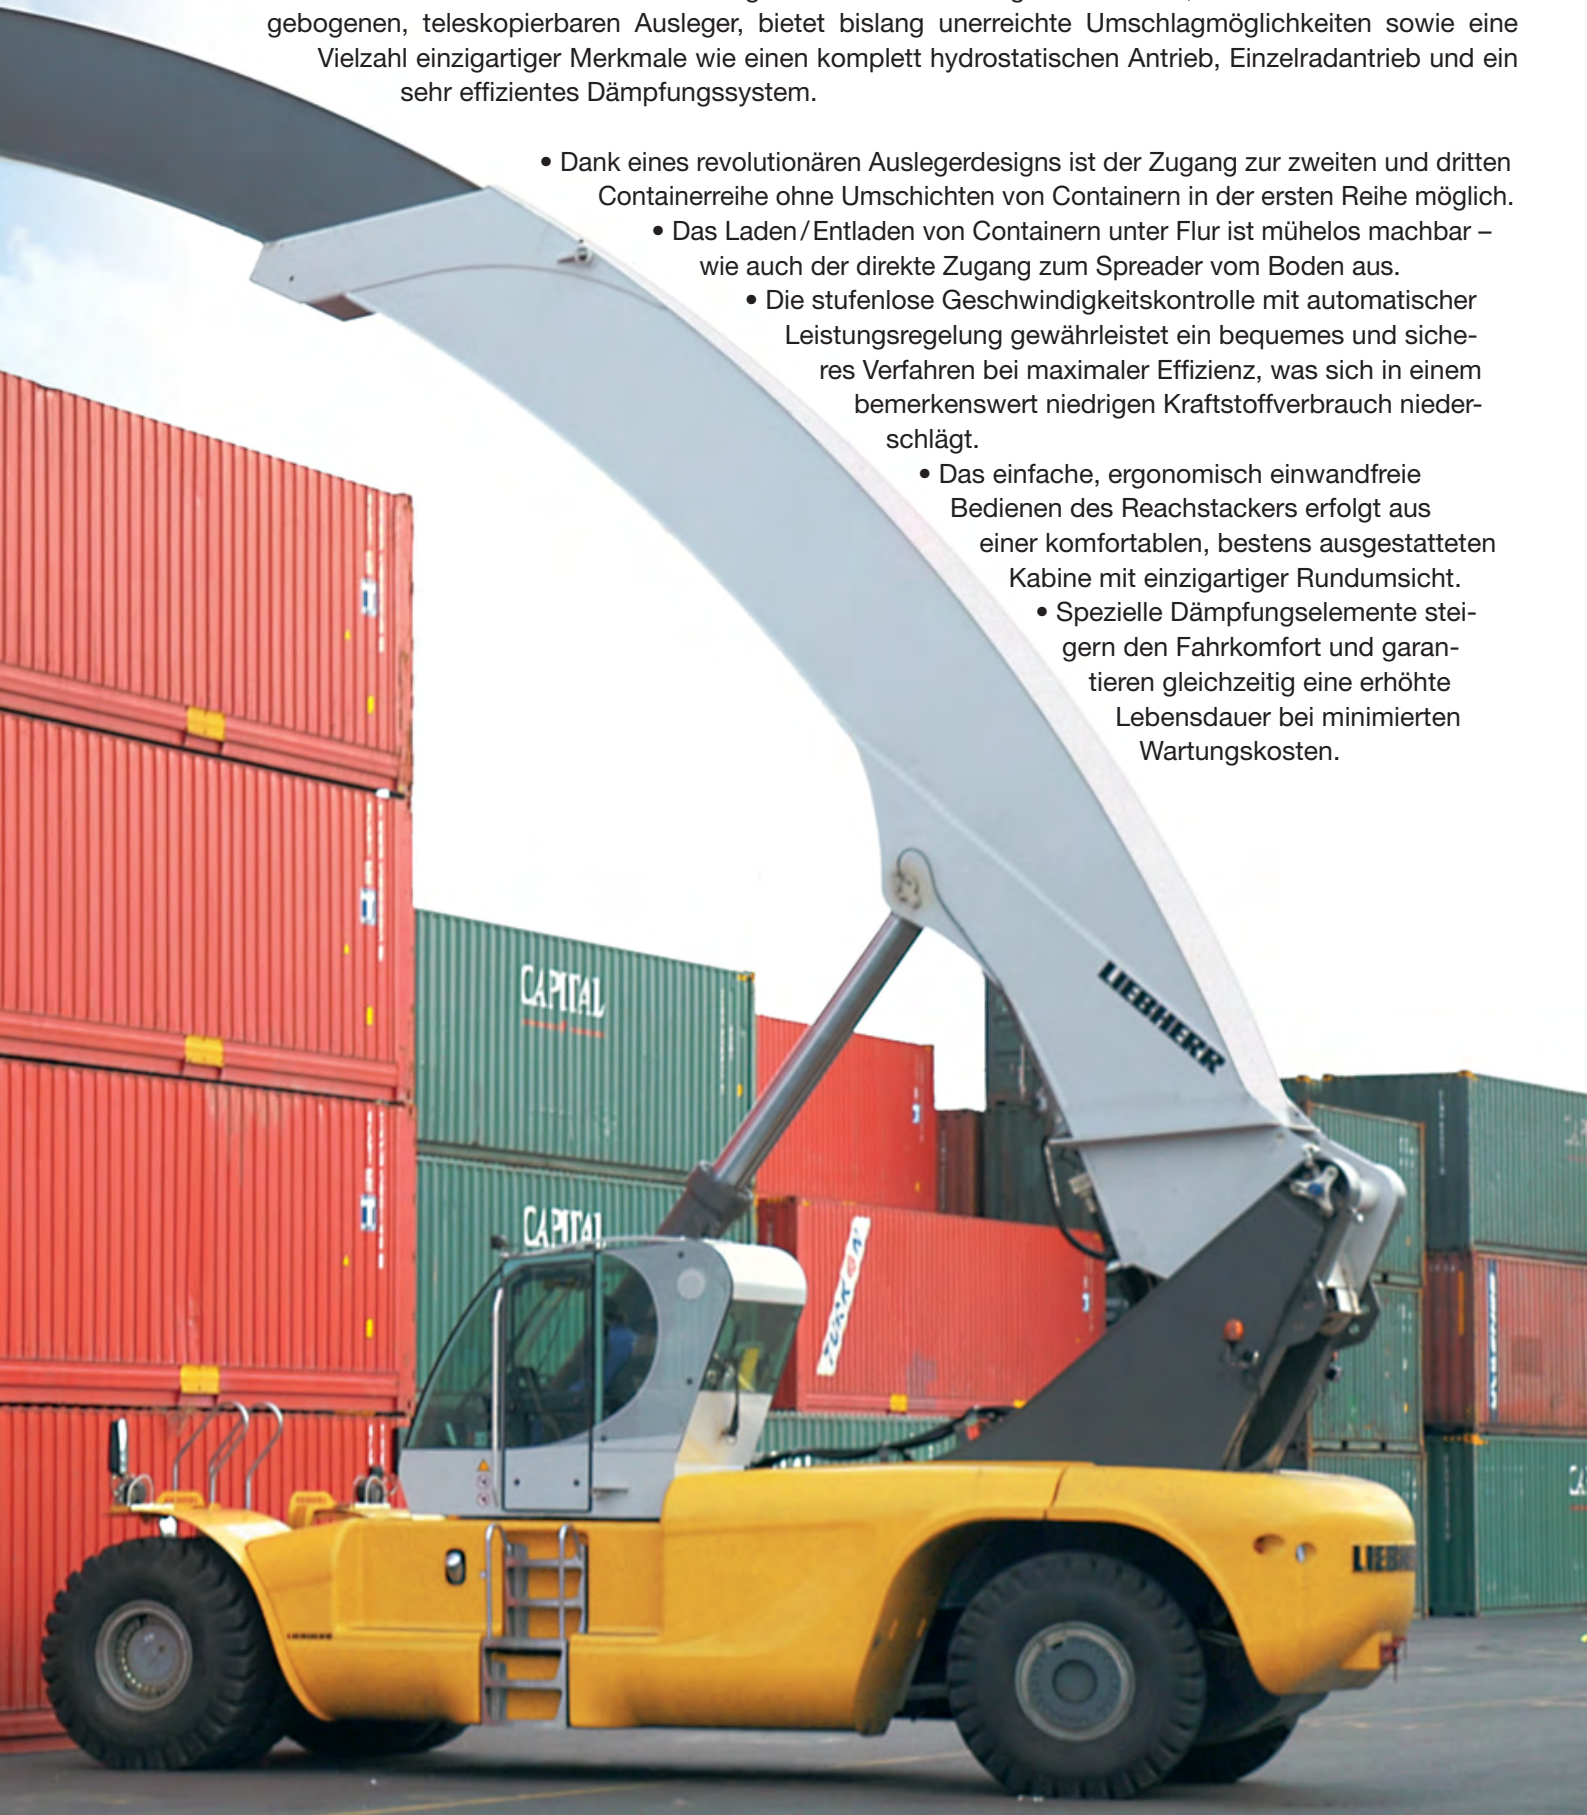 gebogenen, teleskopierbaren Ausleger, bietet bislang unerreichte Umschlagmöglichkeiten sowie eine
Vielzahl einzigartiger Merkmale wie einen komplett hydrostatischen Antrieb, Einzelradantrieb und ein
sehr effizientes Dämpfungssystem.
• Dank eines revolutionären Auslegerdesigns ist der Zugang zur zweiten und dritten
Containerreihe ohne Umschichten von Containern in der ersten Reihe möglich.
• Das Laden/Entladen von Containern unter Flur ist mühelos machbar –
wie auch der direkte Zugang zum Spreader vom Boden aus.
• Die stufenlose Geschwindigkeitskontrolle mit automatischer
Leistungsregelung gewährleistet ein bequemes und siche-
res Verfahren bei maximaler Effizienz, was sich in einem
bemerkenswert niedrigen Kraftstoffverbrauch nieder-
schlägt.
• Das einfache, ergonomisch einwandfreie
Bedienen des Reachstackers erfolgt aus
einer komfortablen, bestens ausgestatteten
Kabine mit einzigartiger Rundumsicht.
• Spezielle Dämpfungselemente stei-
gern den Fahrkomfort und garan-
tieren gleichzeitig eine erhöhte
Lebensdauer bei minimierten
Wartungskosten.
CAPITAL
LIEBHERR
CAPITAL
TURKON
LIEBHE